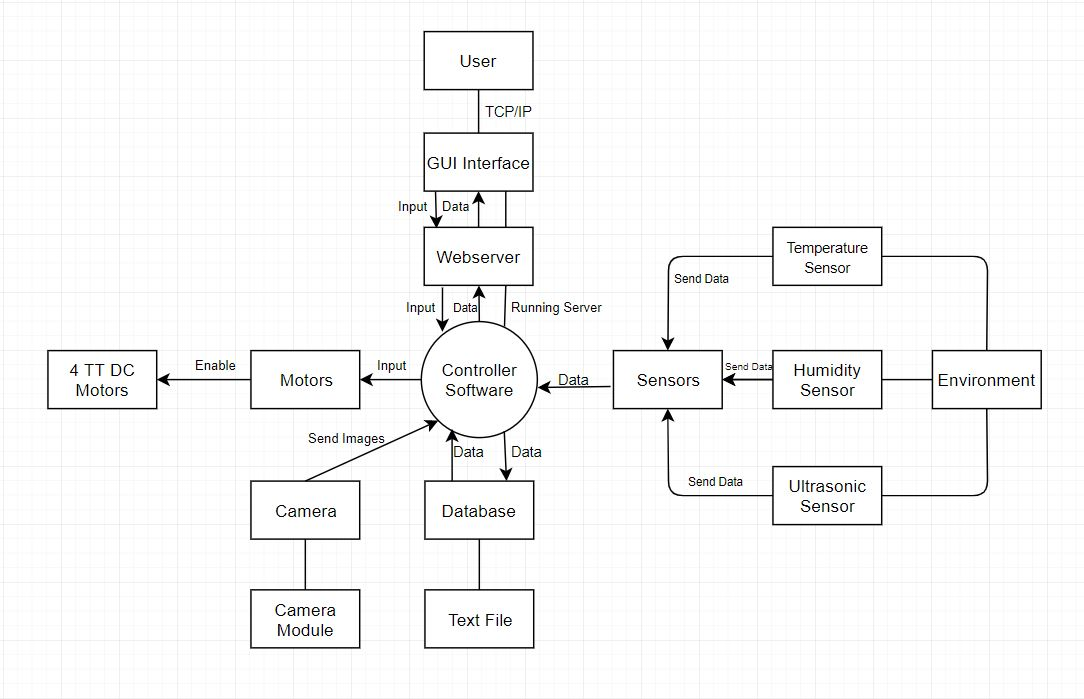 User
TCP/IP
GUI Interface
Input
Data
Webserver
Input
Data
Running Server
Temperature
Sensor
Send Data
4 TT DC
Motors
Enable
Motors
Input
Controller
Software
Data
Sensors
Send Data
Humidity
Sensor
Environment
Send Images
Data
Data
Send Data
Ultrasonic
Sensor
Camera
Database
Camera
Module
Text File